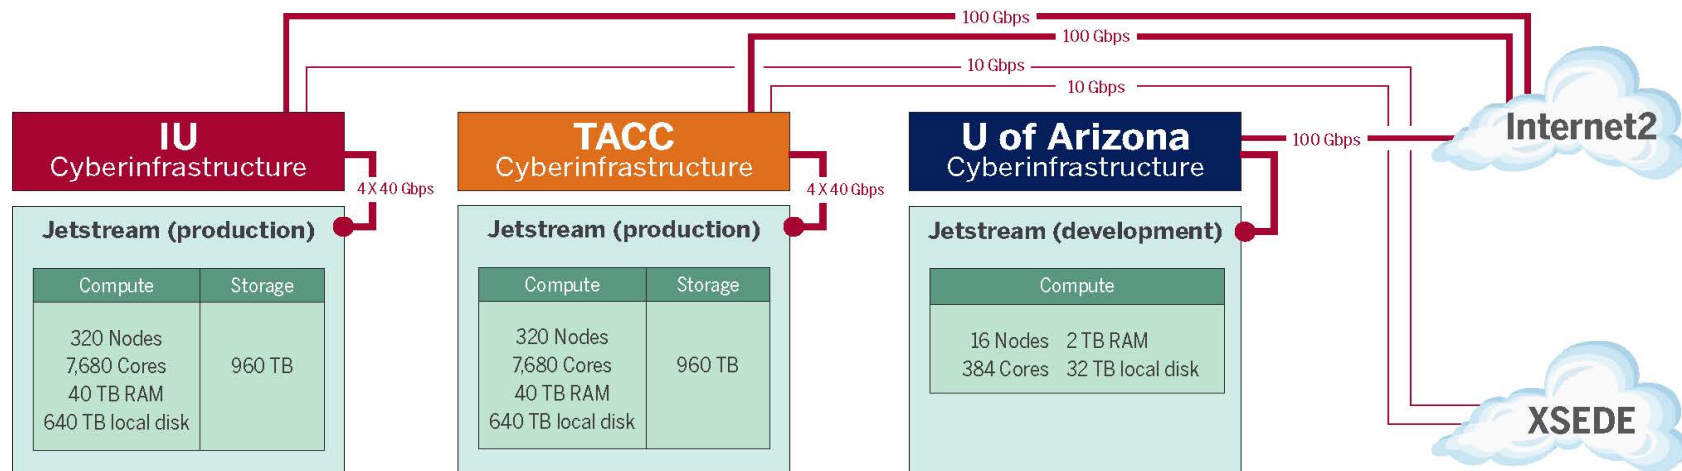 100 Gbps
100 Gbps
10 Gbps
10 Gbps
IU
Cyberinfrastructure
4 X 40 Gbps
Jetstream (production)
Compute Storage
320 Nodes
7,680 Cores
40 TB RAM
640 TB local disk
960 TB
TACC
Cyberinfrastructure
4 X 40 Gbps
Jetstream (production)
Compute Storage
320 Nodes
7,680 Cores
40 TB RAM
640 TB local disk
960 TB
U of Arizona
Cyberinfrastructure
100 Gbps
Jetstream (development)
Compute
16 Nodes 2 TB RAM
384 Cores 32 TB local disk
Internet2
XSEDE